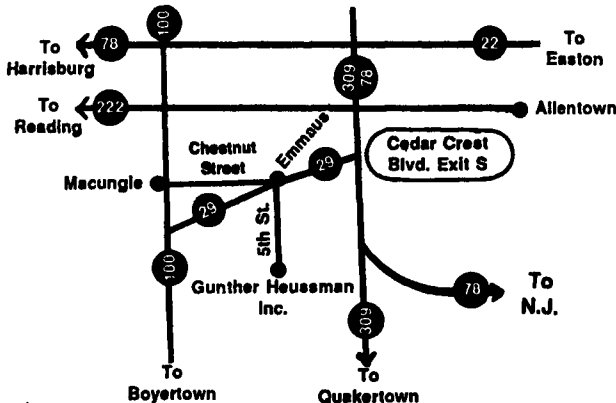 100
To
Harrisburg
78
22
To
Easton
309
78
To
Reading
222
Allentown
Chestnut
Street
Emmaus
29
Cedar Crest
Blvd. Exit S
Macungie
29
5th St.
100
Gunther Heussman
Inc.
78
To
N.J.
309
To
Boyertown
To
Quakertown